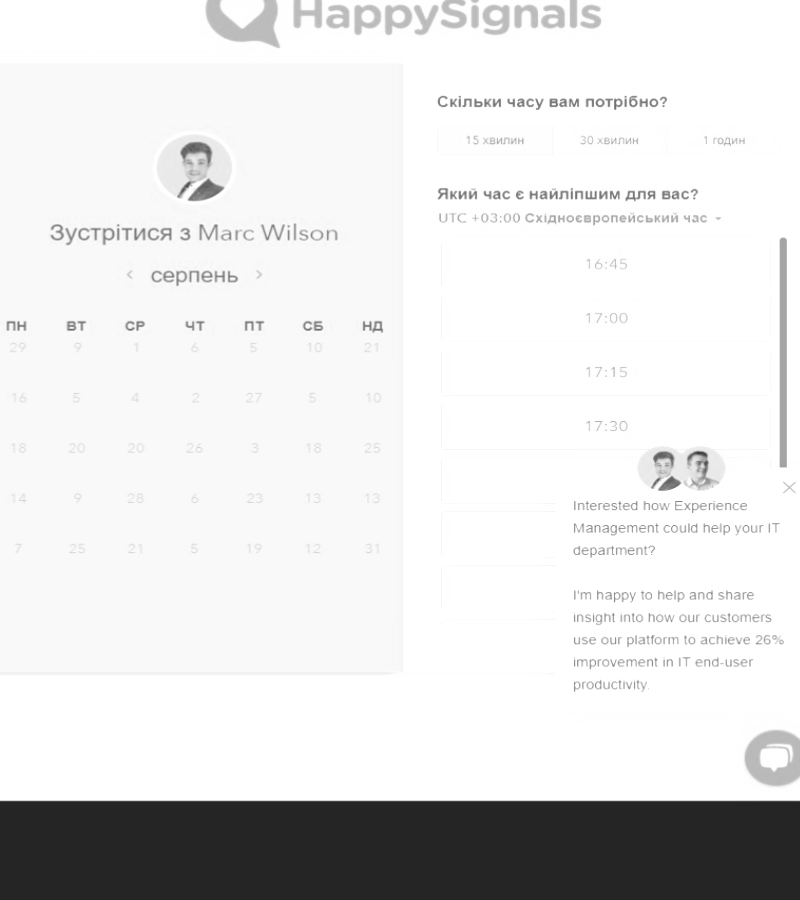 HappySignals
Зустрітися з Marc Wilson
серпень
ПН ВТ СР ЧТ ПТ СБ НД
29 9 1 6 5 10 21
16 5 4 2 27 5 10
18 20 20 26 3 18 25
14 9 28 6 23 13 13
7 25 21 5 19 12 31
Скільки часу вам потрібно?
15 хвилин 30 хвилин 1 годин
Який час є найліпшим для вас?
UTC +03:00 Східноєвропейський час
16:45
17:00
17:15
17:30
Interested how Experience
Management could help your IT
department?
I'm happy to help and share
insight into how our customers
use our platform to achieve 26%
improvement in IT end-user
productivity.